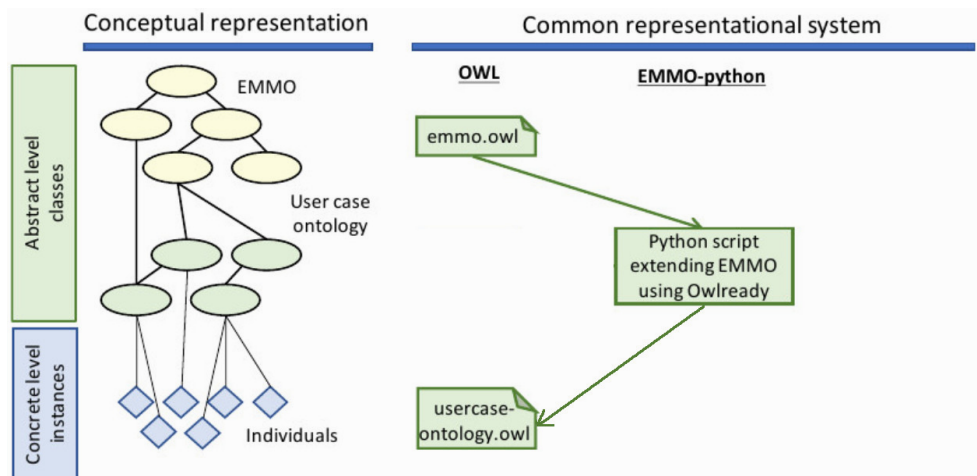 Conceptual representation
Common representational system
OWL
EMMO-python
Abstract level
classes
EMMO
User case
ontology
emmo.owl
Python script
extending EMMO
using Owlready
Concrete level
instances
Individuals
usercase-
ontology.owl